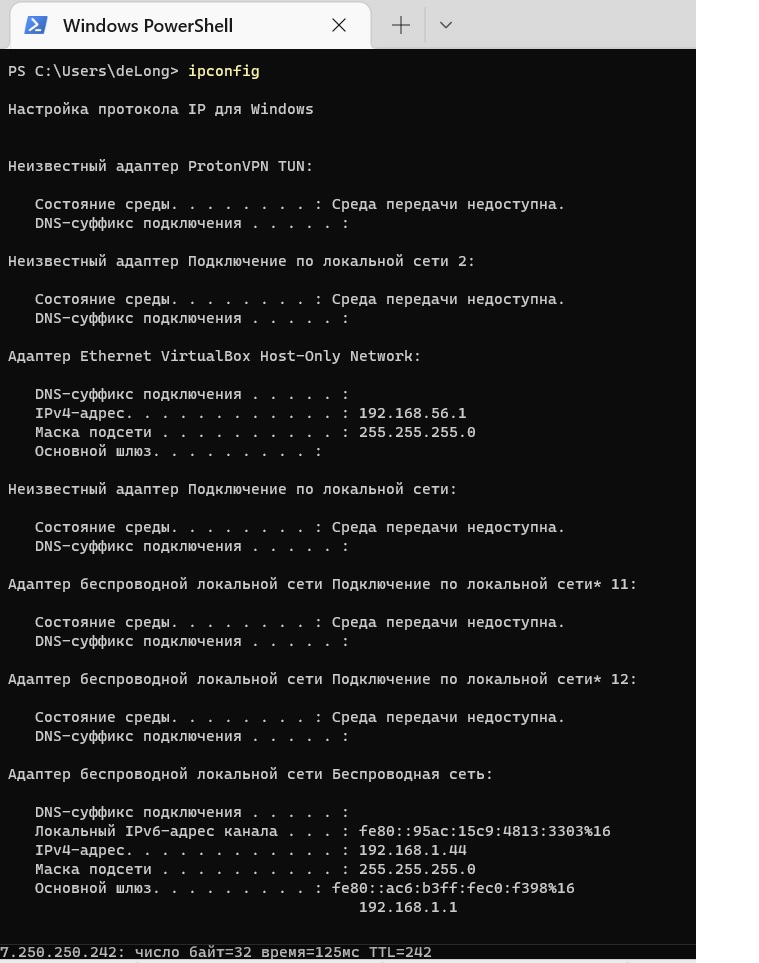 Windows PowerShell
PS C:\Users\deLong> ipconfig
Настройка протокола IP для Windows
Неизвестный адаптер ProtonVPN TUN:
Состояние среды. . . . . . . . : Среда передачи недоступна.
DNS-суффикс подключения . . . . . :
Неизвестный адаптер Подключение по локальной сети 2:
Состояние среды. . . . . . . . : Среда передачи недоступна.
DNS-суффикс подключения . . . . . :
Адаптер Ethernet VirtualBox Host-Only Network:
DNS-суффикс подключения . . . . . :
IPv4-адрес. . . . . . . . . . . . : 192.168.56.1
Маска подсети . . . . . . . . . . : 255.255.255.0
Основной шлюз. . . . . . . . . :
Неизвестный адаптер Подключение по локальной сети:
Состояние среды. . . . . . . . : Среда передачи недоступна.
DNS-суффикс подключения . . . . . :
Адаптер беспроводной локальной сети Подключение по локальной сети* 11:
Состояние среды. . . . . . . . : Среда передачи недоступна.
DNS-суффикс подключения . . . . . :
Адаптер беспроводной локальной сети Подключение по локальной сети* 12:
Состояние среды. . . . . . . . : Среда передачи недоступна.
DNS-суффикс подключения . . . . . :
Адаптер беспроводной локальной сети Беспроводная сеть:
DNS-суффикс подключения . . . . . :
Локальный IPv6-адрес канала . . . : fe80::95ac:15c9:4813:3303%16
IPv4-адрес. . . . . . . . . . . . : 192.168.1.44
Маска подсети . . . . . . . . . . : 255.255.255.0
Основной шлюз. . . . . . . . . : fe80::ac6:b3ff:fec0:f398%16
192.168.1.1
7.250.250.242: число байт=32 время=125мс TTL=242